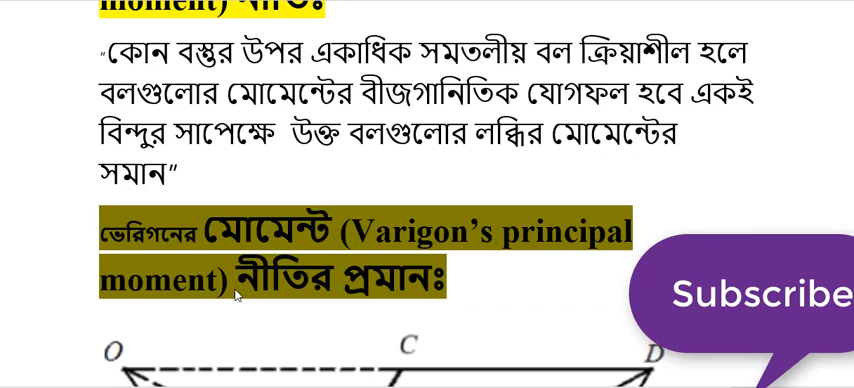 moment) নীতিঃ
"কোন বস্তুর উপর একাধিক সমতলীয় বল ক্রিয়াশীল হলে
বলগুলোর মোমেন্টের বীজগানিতিক যোগফল হবে একই
বিন্দুর সাপেক্ষে উক্ত বলগুলোর লব্ধির মোমেন্টের
সমান"
ভেরিগনের মোমেন্ট (Varigon's principal
moment) নীতির প্রমানঃ
Subscribe
O C D